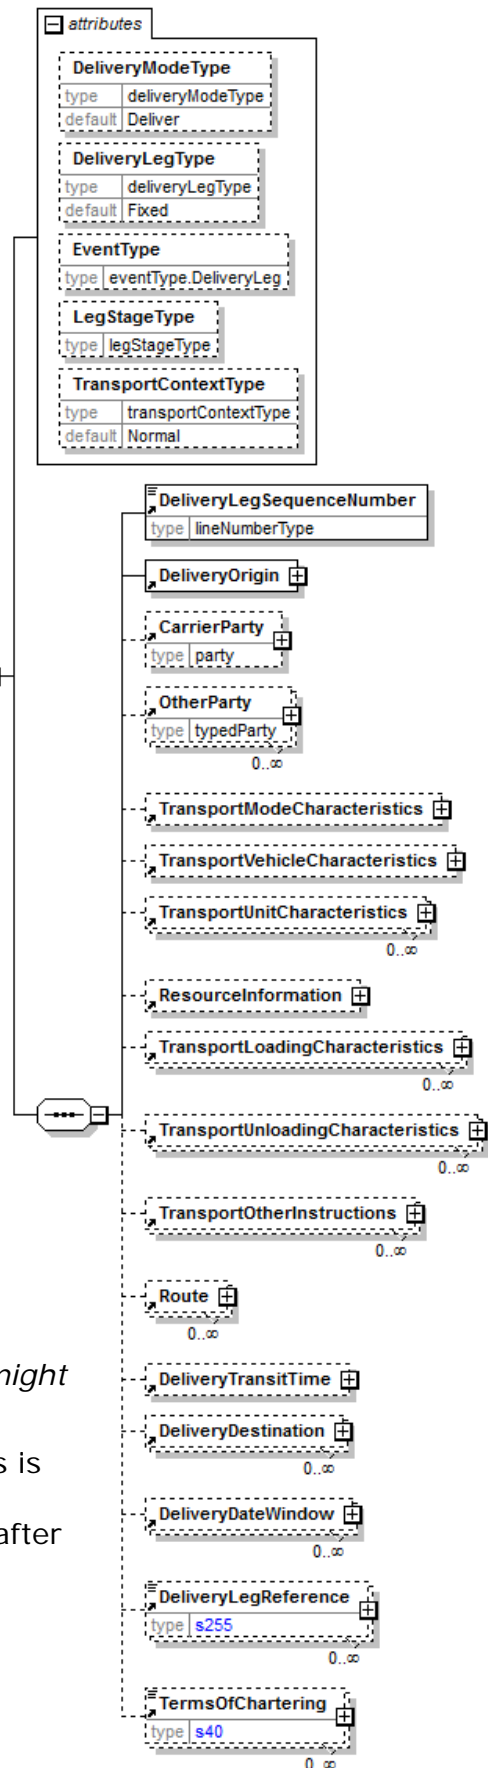 attributes
DeliveryModeType
type deliveryModeType
default Deliver
DeliveryLegType
type deliveryLegType
default Fixed
EventType
type eventType.DeliveryLeg
LegStageType
type legStageType
TransportContextType
type transportContextType
default Normal
DeliveryLegSequenceNumber
type lineNumberType
DeliveryOrigin
CarrierParty
type party
OtherParty
type typedParty
0..∞
TransportModeCharacteristics
TransportVehicleCharacteristics
TransportUnitCharacteristics
0..∞
ResourceInformation
TransportLoadingCharacteristics
0..∞
TransportUnloadingCharacteristics
0..∞
TransportOtherInstructions
0..∞
Route
0..∞
DeliveryTransitTime
might
DeliveryDestination
s is
0..∞
DeliveryDateWindow
after
0..∞
DeliveryLegReference
type s255
0..∞
TermsOfChartering
type s40
0..∞